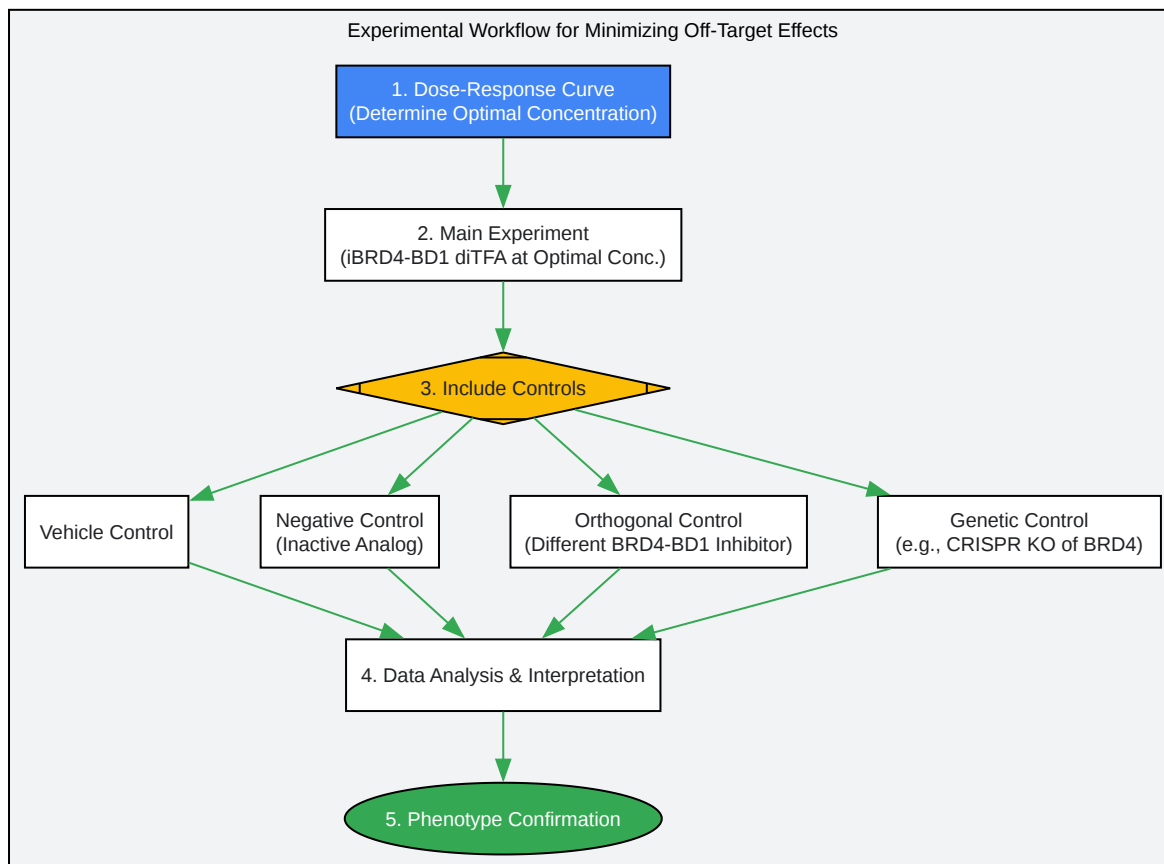 Experimental Workflow for Minimizing Off-Target Effects
1. Dose-Response Curve
(Determine Optimal Concentration)
2. Main Experiment
(iBRD4-BD1 diTFA at Optimal Conc.)
3. Include Controls
Vehicle Control
Negative Control
(Inactive Analog)
Orthogonal Control
(Different BRD4-BD1 Inhibitor)
Genetic Control
(e.g., CRISPR KO of BRD4)
4. Data Analysis & Interpretation
5. Phenotype Confirmation